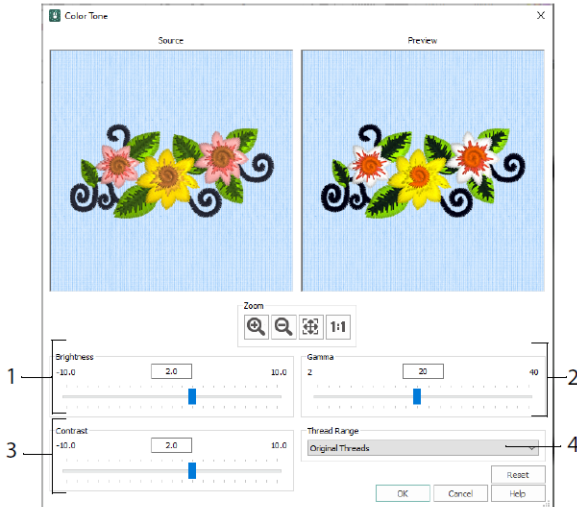 Color Tone
Source
Preview
Zoom
1:1
1
Brightness
-10.0
2.0
10.0
Gamma
2
20
40
2
3
Contrast
-10.0
2.0
10.0
Thread Range
Original Threads
4
Reset
OK
Cancel
Help